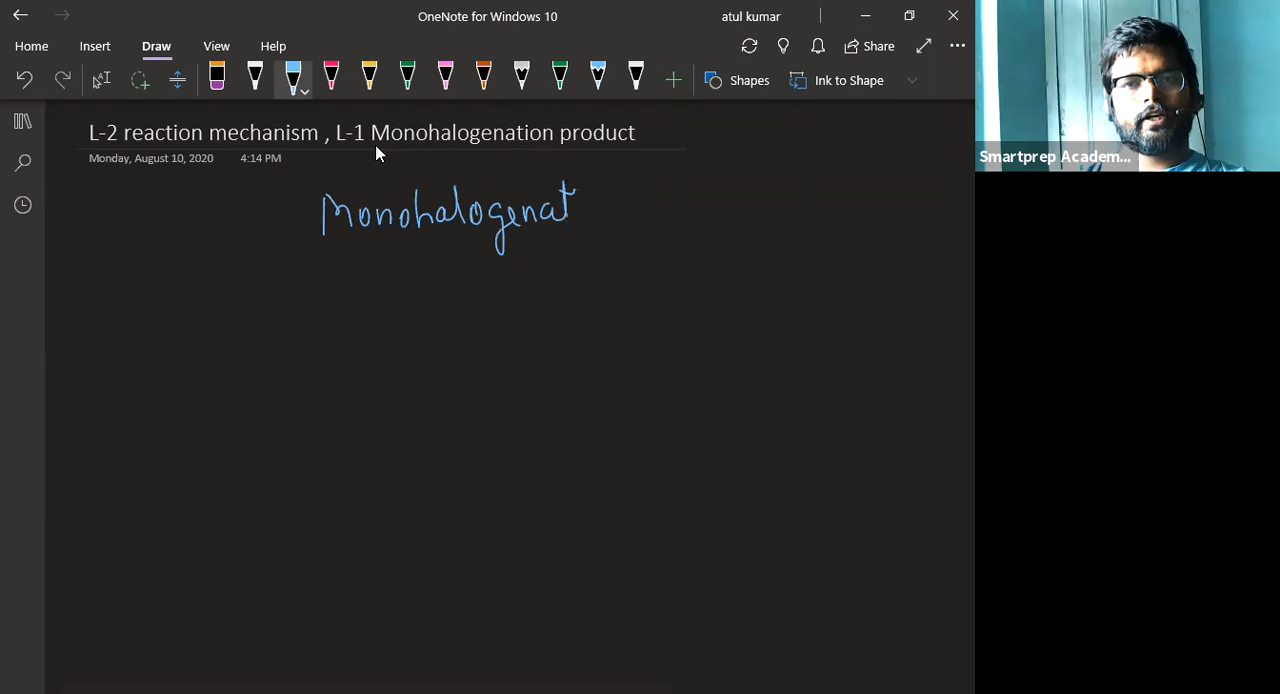 OneNote for Windows 10
atul kumar
Home Insert Draw View Help
Share
Shapes
Ink to Shape
L-2 reaction mechanism , L-1 Monohalogenation product
Monday, August 10, 2020 4:14 PM
Monohalogenat
Smartprep Academ...